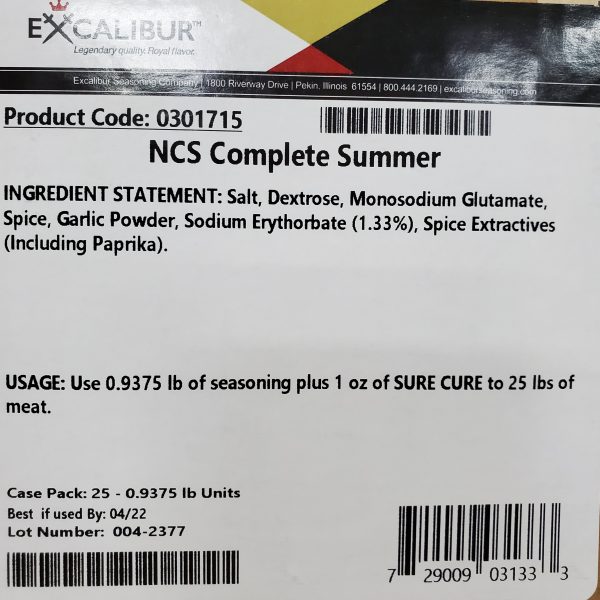 EXCALIBUR™
Legendary quality. Royal flavor.
Excalibur Seasoning Company | 1800 Riverway Drive | Pekin, Illinois 61554 | 800.444.2169 | excaliburseasoning.com
Product Code: 0301715
NCS Complete Summer
INGREDIENT STATEMENT: Salt, Dextrose, Monosodium Glutamate,
Spice, Garlic Powder, Sodium Erythorbate (1.33%), Spice Extractives
(Including Paprika).
USAGE: Use 0.9375 lb of seasoning plus 1 oz of SURE CURE to 25 lbs of
meat.
Case Pack: 25 - 0.9375 lb Units
Best if used By: 04/22
Lot Number: 004-2377
7 29009 03133 3